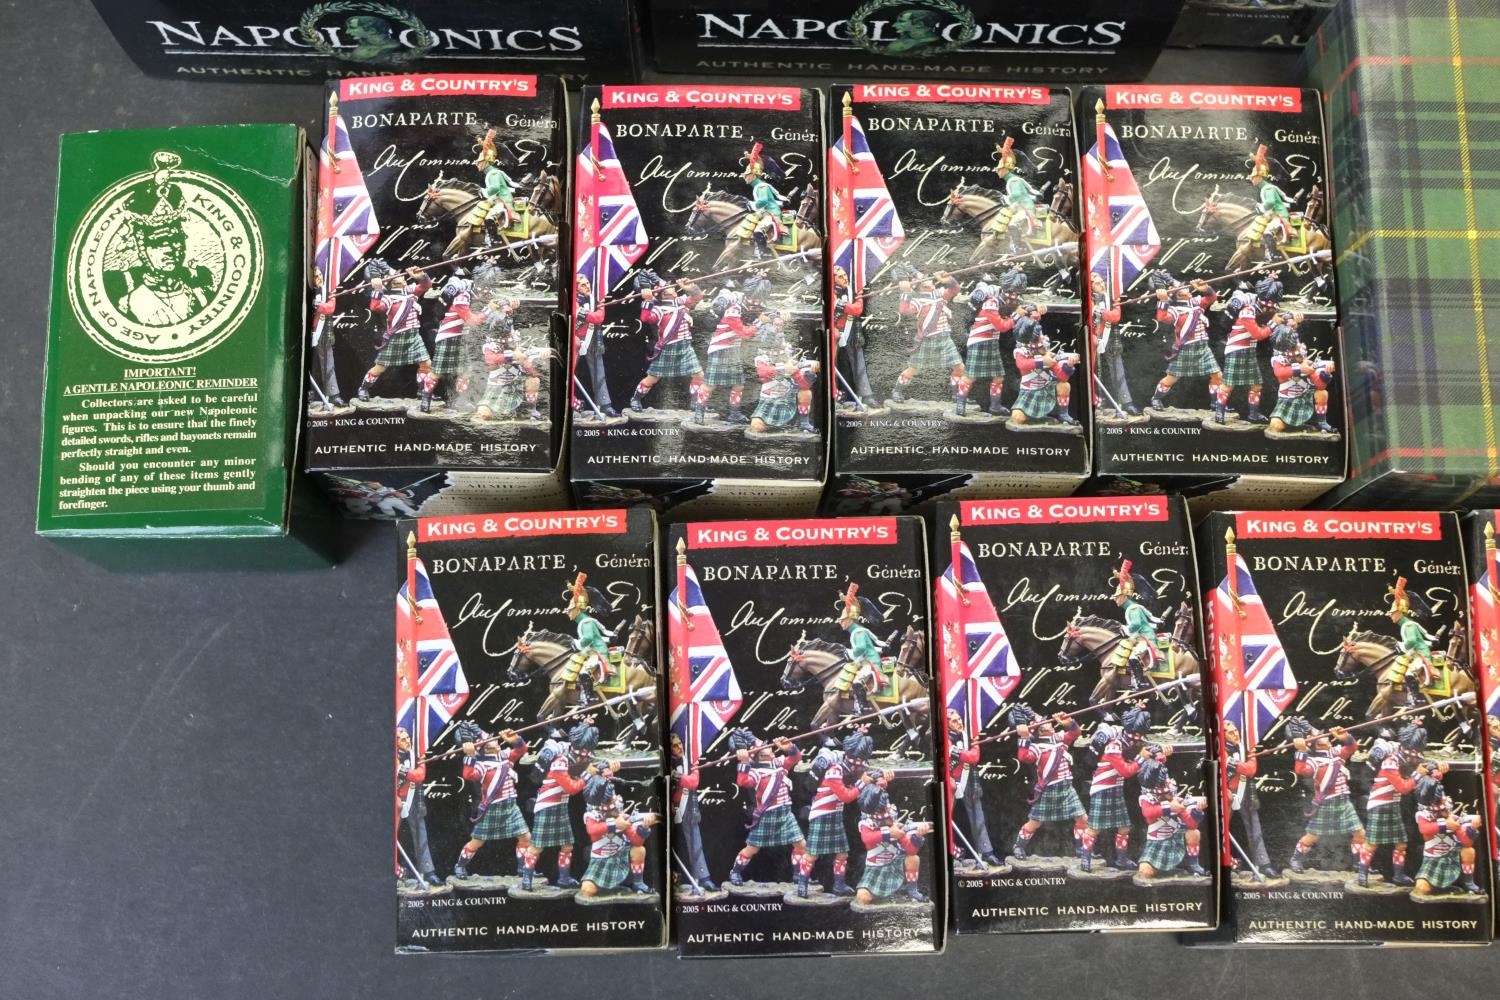 NAPOLEONICS
AUTHENTIC HAND-MADE HISTORY
NAPOLEONICS
AUTHENTIC HAND-MADE HISTORY
2005 • KING & COUNTRY
AU
AGE OF NAPOLEON • KING & COUNTRY •
IMPORTANT!
A GENTLE NAPOLEONIC REMINDER
Collectors are asked to be careful
when unpacking our new Napoleonic
figures. This is to ensure that the finely
detailed swords, rifles and bayonets remain
perfectly straight and even.
Should you encounter any minor
bending of any of these items gently
straighten the piece using your thumb and
forefinger.
KING & COUNTRY'S
BONAPARTE, Généra
© 2005 • KING & COUNTRY
AUTHENTIC HAND-MADE HISTORY
KING & COUNTRY'S
BONAPARTE, Génér
© 2005 • KING & COUNTRY
AUTHENTIC HAND-MADE HISTORY
KING & COUNTRY'S
BONAPARTE, Généra
© 2005 • KING & COUNTRY
AUTHENTIC HAND-MADE HISTORY
KING & COUNTRY'S
BONAPARTE, Génér
© 2005 • KING & COUNTRY
AUTHENTIC HAND-MADE HISTORY
KING & COUNTRY'S
BONAPARTE, Généra
2005 • KING & COUNTRY
AUTHENTIC HAND-MADE HISTORY
KING & COUNTRY'S
BONAPARTE, Généra
2005 • KING & COUNTRY
AUTHENTIC HAND-MADE HISTORY
KING & COUNTRY'S
BONAPARTE, Généra
© 2005 • KING & COUNTRY
AUTHENTIC HAND-MADE HISTORY
KING & COUNTRY'S
BONAPARTE, Génér
© 2005 • KING & COUNTRY
AUTHENTIC HAND-MADE HISTORY